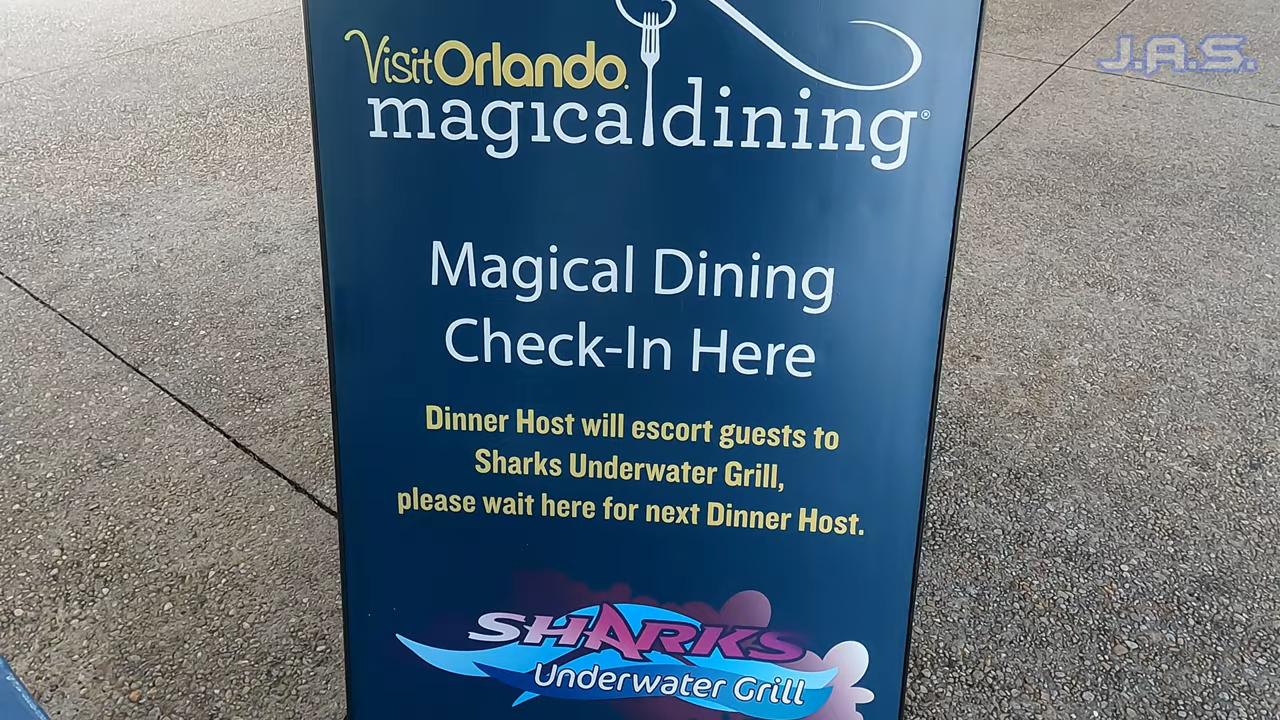 J.A.S.
VisitOrlando.
magicaldining®
Magical Dining
Check-In Here
Dinner Host will escort guests to
Sharks Underwater Grill,
please wait here for next Dinner Host.
SHARKS
Underwater Grill